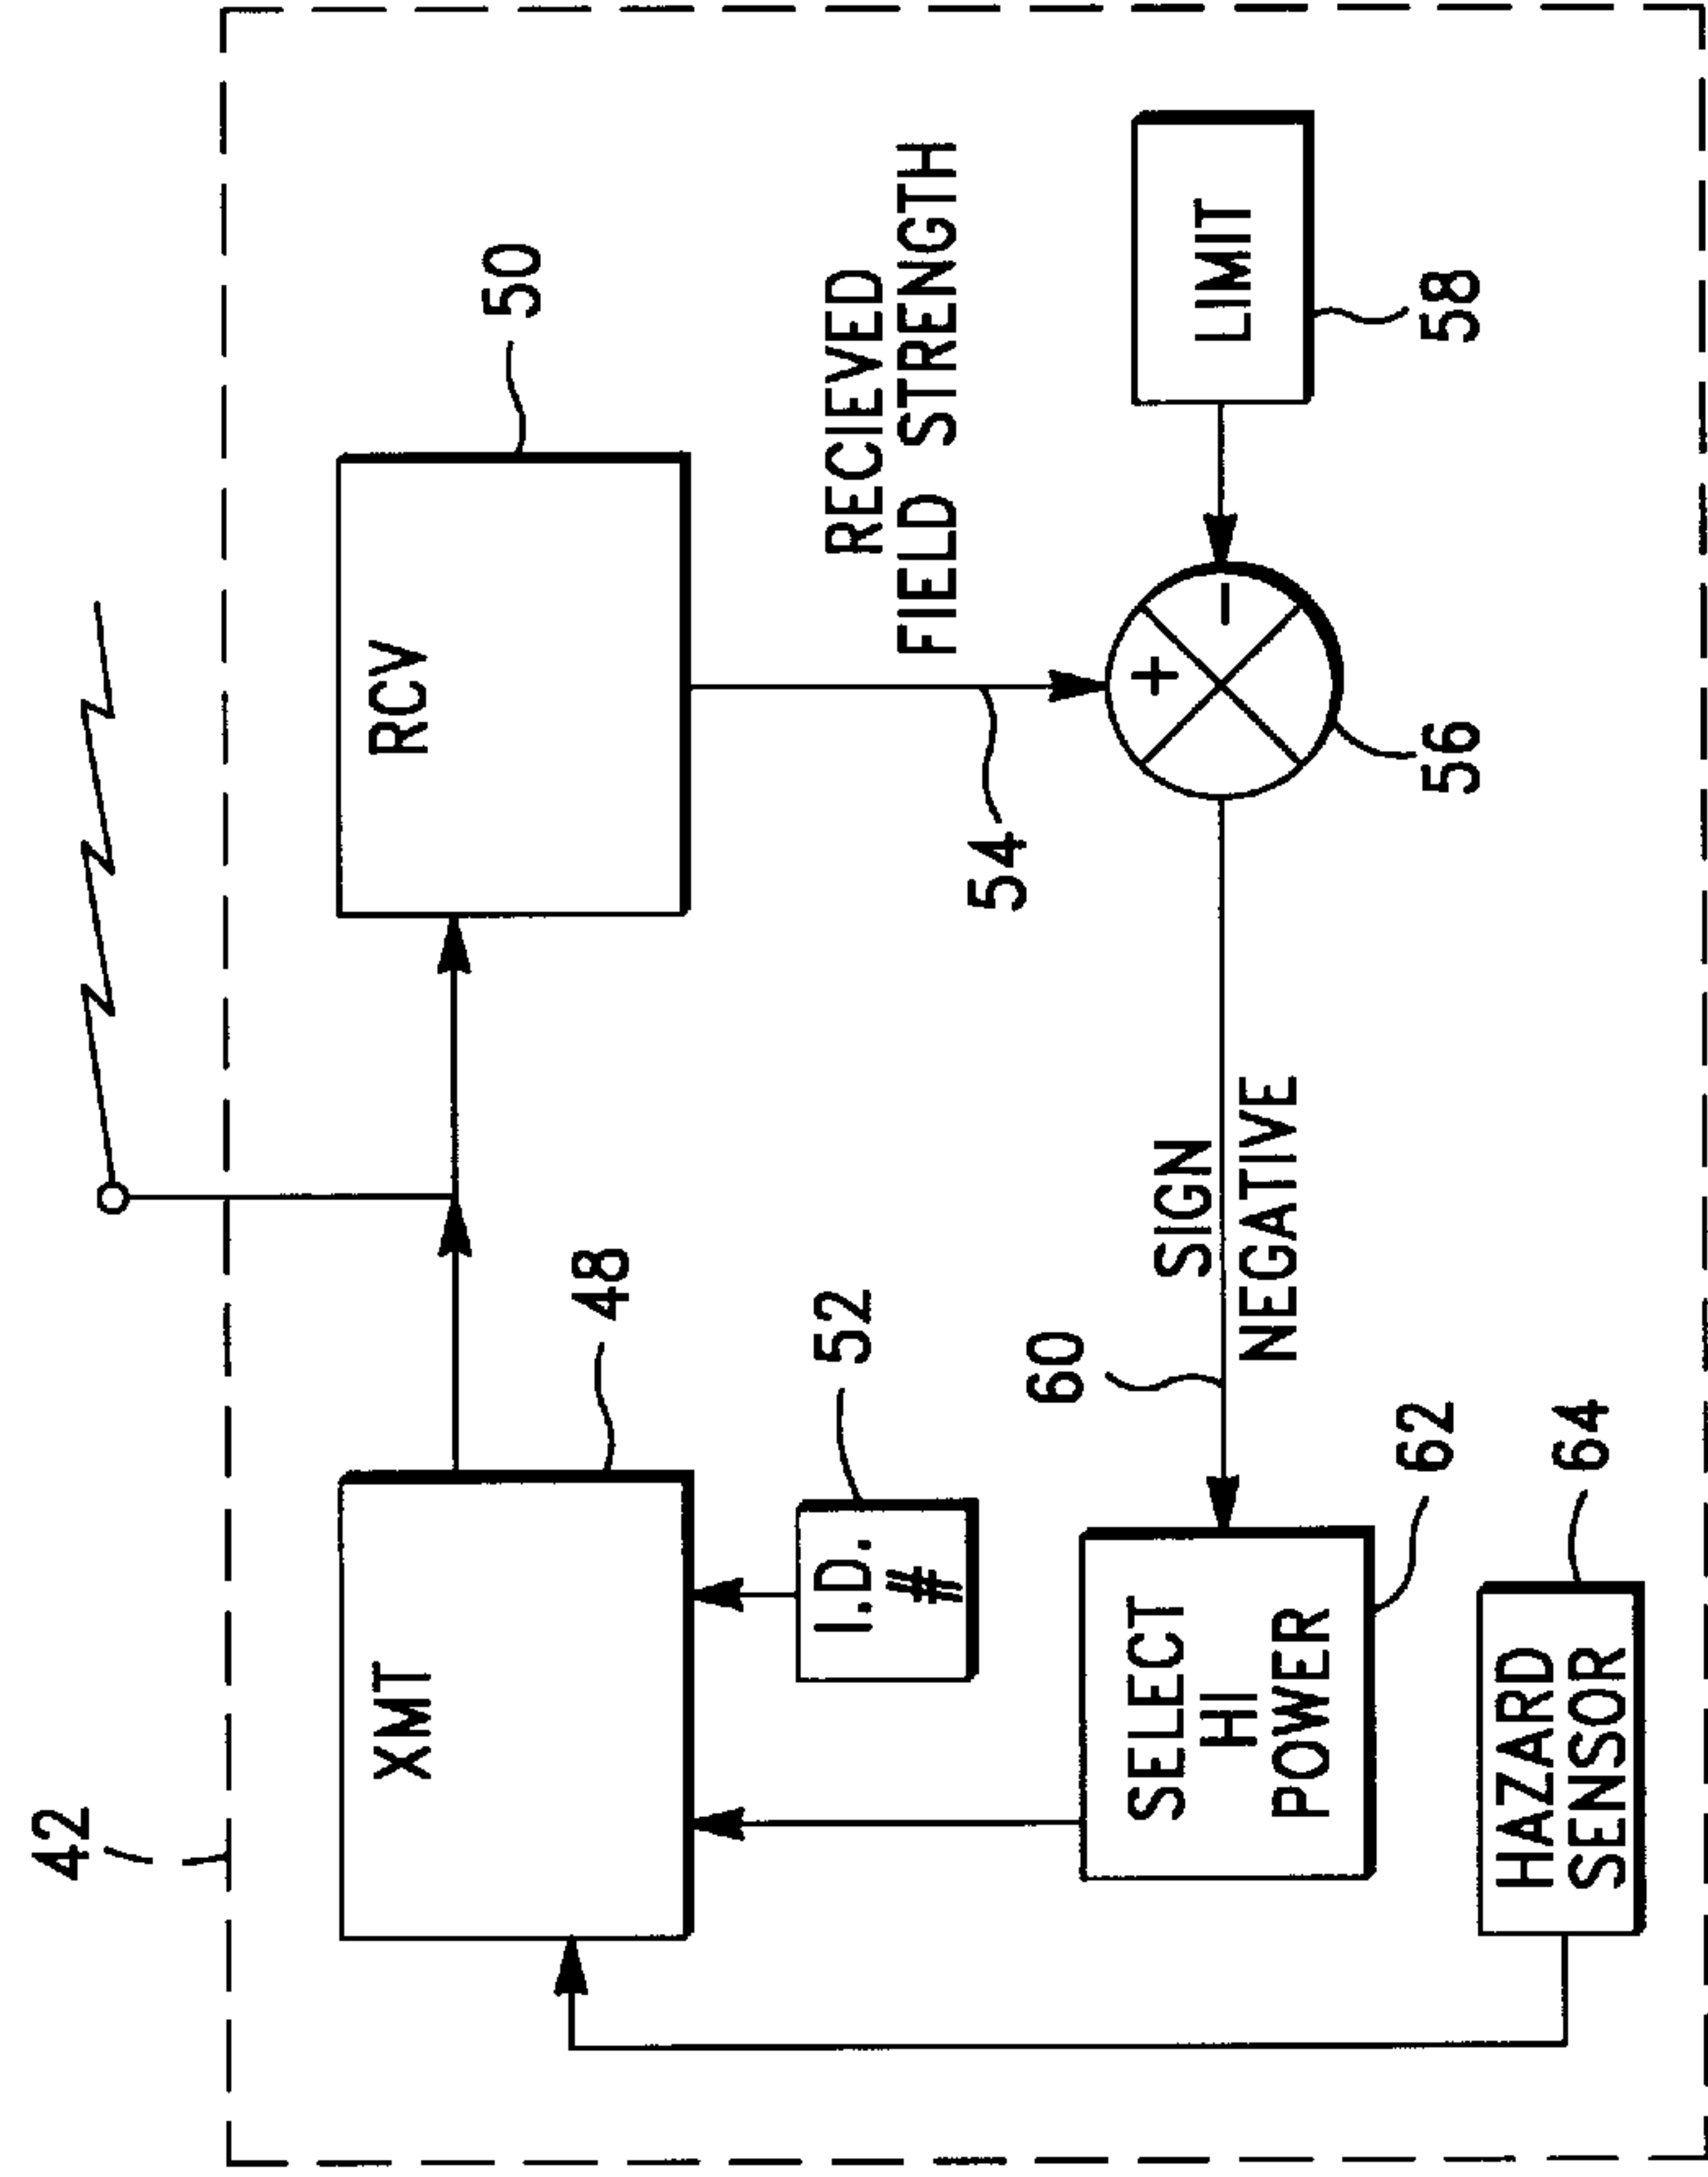 42
XMT
48
RCV
50
I.D.
#
52
RECIEVED
FIELD STRENGTH
54
60
SIGN
NEGATIVE
+
−
SELECT
HI
POWER
62
LIMIT
56
58
HAZARD
SENSOR
64